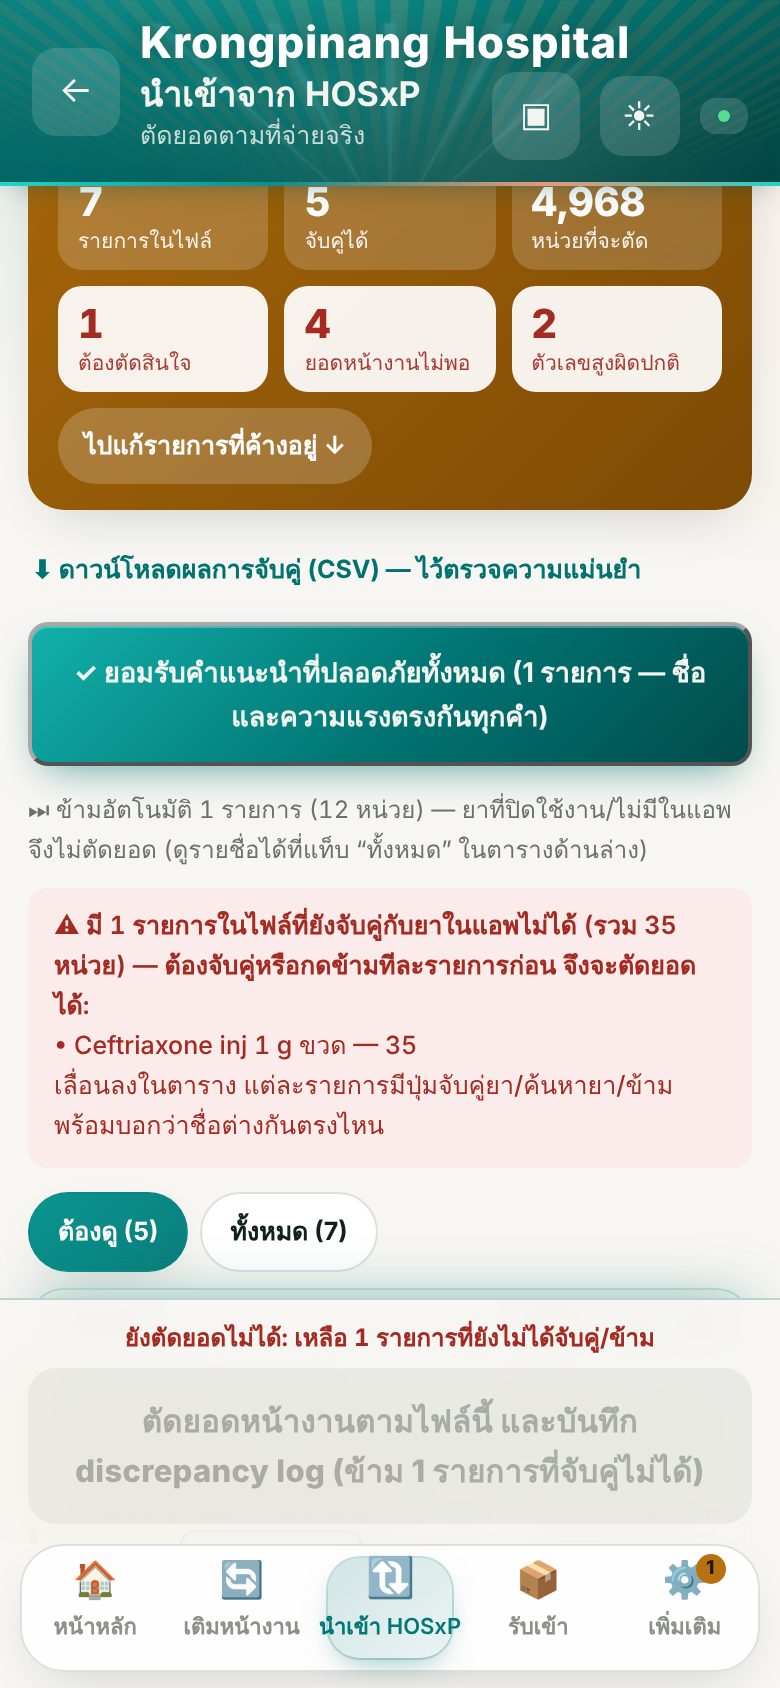 Krongpinang Hospital
นำเข้าจาก HOSxP
ตัดยอดตามที่จ่ายจริง
7
รายการในไฟล์
5
จับคู่ได้
4,968
หน่วยที่จะตัด
1
ต้องตัดสินใจ
4
ยอดหน้างานไม่พอ
2
ตัวเลขสูงผิดปกติ
ไปแก้รายการที่ค้างอยู่ ↓
⬇ ดาวน์โหลดผลการจับคู่ (CSV) — ไว้ตรวจความแม่นยำ
✓ ยอมรับคำแนะนำที่ปลอดภัยทั้งหมด (1 รายการ — ชื่อ
และความแรงตรงกันทุกคำ)
⏭ ข้ามอัตโนมัติ 1 รายการ (12 หน่วย) — ยาที่ปิดใช้งาน/ไม่มีในแอพ
จึงไม่ตัดยอด (ดูรายชื่อได้ที่แท็บ “ทั้งหมด” ในตารางด้านล่าง)
⚠ มี 1 รายการในไฟล์ที่ยังจับคู่กับยาในแอพไม่ได้ (รวม 35
หน่วย) — ต้องจับคู่หรือกดข้ามทีละรายการก่อน จึงจะตัดยอด
ได้:
• Ceftriaxone inj 1 g ขวด — 35
เลื่อนลงในตาราง แต่ละรายการมีปุ่มจับคู่ยา/ค้นหายา/ข้าม
พร้อมบอกว่าชื่อต่างกันตรงไหน
ต้องดู (5)
ทั้งหมด (7)
ยังตัดยอดไม่ได้: เหลือ 1 รายการที่ยังไม่ได้จับคู่/ข้าม
ตัดยอดหน้างานตามไฟล์นี้ และบันทึก
discrepancy log (ข้าม 1 รายการที่จับคู่ไม่ได้)
1
หน้าหลัก
เติมหน้างาน
นำเข้า HOSxP
รับเข้า
เพิ่มเติม